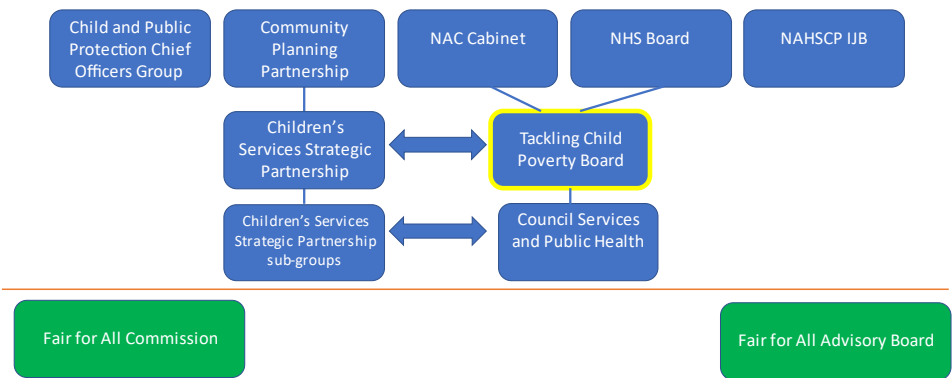 Child and Public
Protection Chief
Officers Group
Community
Planning
Partnership
NAC Cabinet
NHS Board
NAHSCP IJB
Children’s
Services Strategic
Partnership
Tackling Child
Poverty Board
Children’s Services
Strategic Partnership
sub-groups
Council Services
and Public Health
Fair for All Commission
Fair for All Advisory Board